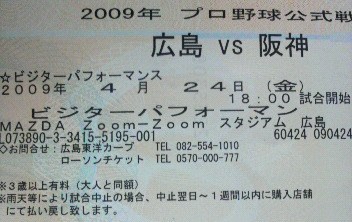 2009年 プロ野球公式戦
広島 VS 阪神
☆ビジターパフォーマンス
2009年 4月 24日 (金)
18:00 試合開始
ビジターパフォーマン
MAZDA Zoom-Zoom スタジアム 広島
L073890-3-3415-5195-001 60424 090424
◇お問合せ:広島東洋カープ TEL 082-554-1010
ローソンチケット TEL 0570-000-777
※3歳以上有料(大人と同額)
※雨天等により試合中止の場合、中止翌日~1週間以内に購入店舗
にて払い戻し致します。